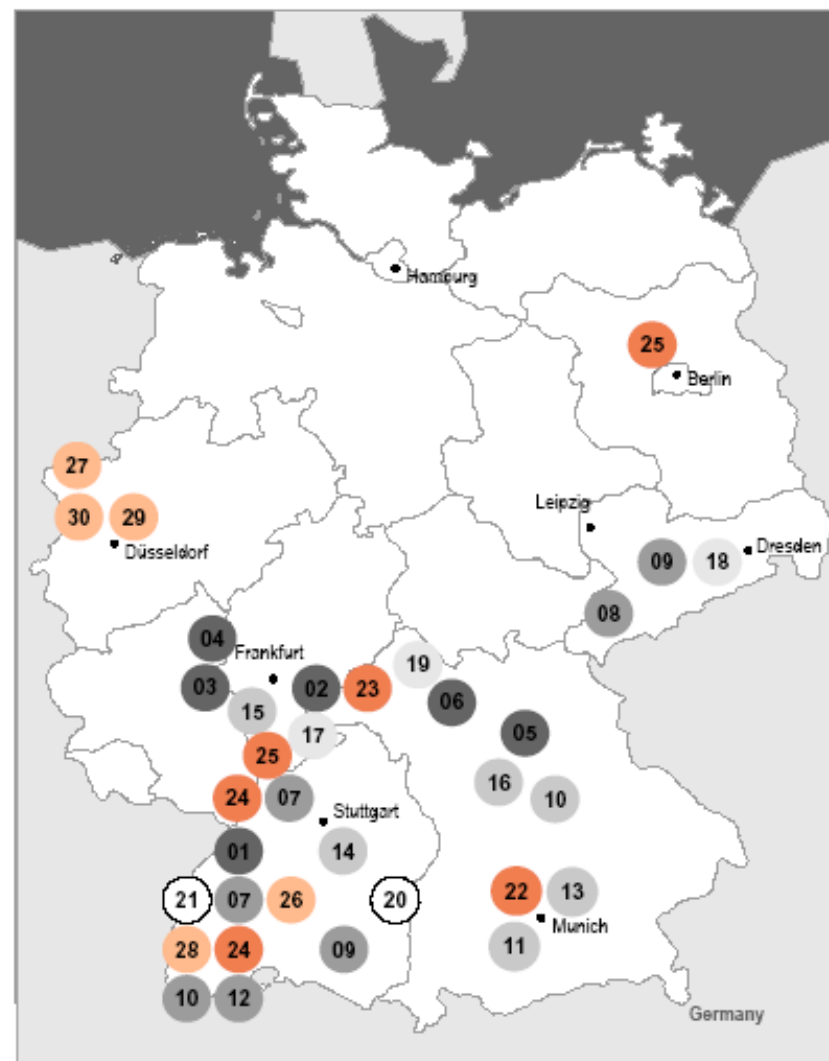 Hamburg
25
Berlin
27
30 29
Düsseldorf
Leipzig
Dresden
09 18
08
04
Frankfurt
19
03 02 23
06
15
17
05
25
16
24 07
10
Stuttgart
01 14
21 07 26 20
22 13
Munich
28 24 09
11
10 12
Germany